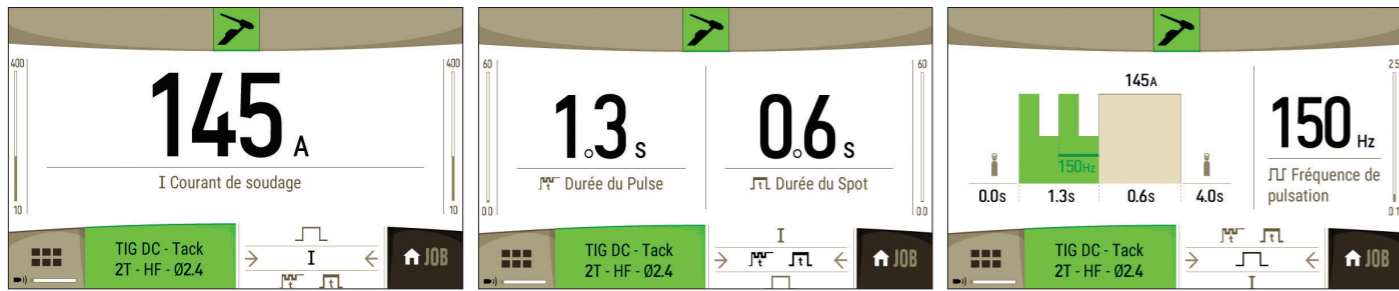 400
400
145 A
I Courant de soudage
10
10
TIG DC - Tack
2T - HF - Ø2.4
I
t
t
JOB
60
60
1.3 s
0.6 s
t Durée du Pulse
t Durée du Spot
0.0
0.0
TIG DC - Tack
2T - HF - Ø2.4
I
t
t
JOB
145A
150Hz
0.0s
1.3s
0.6s
4.0s
150 Hz
Fréquence de
pulsation
TIG DC - Tack
2T - HF - Ø2.4
t
t
I
JOB